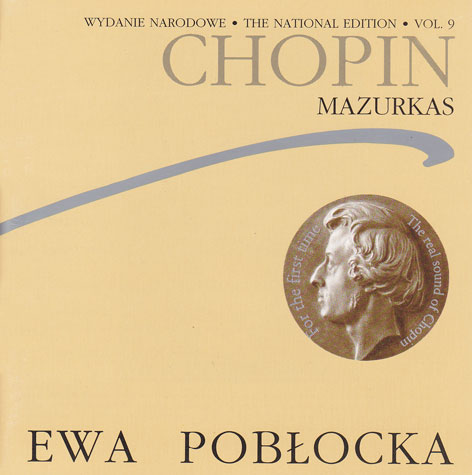 WYDANIE NARODOWE • THE NATIONAL EDITION • VOL. 9
CHOPIN
MAZURKAS
For the first time
The real sound of Chopin
EWA POBŁOCKA